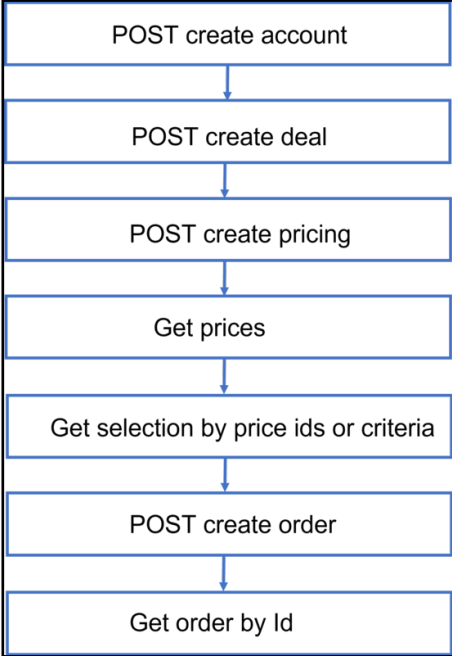 POST create account
POST create deal
POST create pricing
Get prices
Get selection by price ids or criteria
POST create order
Get order by Id